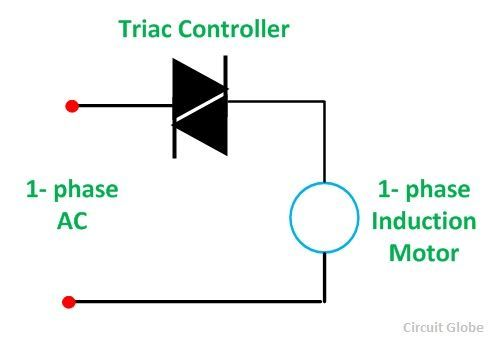 Triac Controller
1- phase
AC
1- phase
Induction
Motor
Circuit Globe